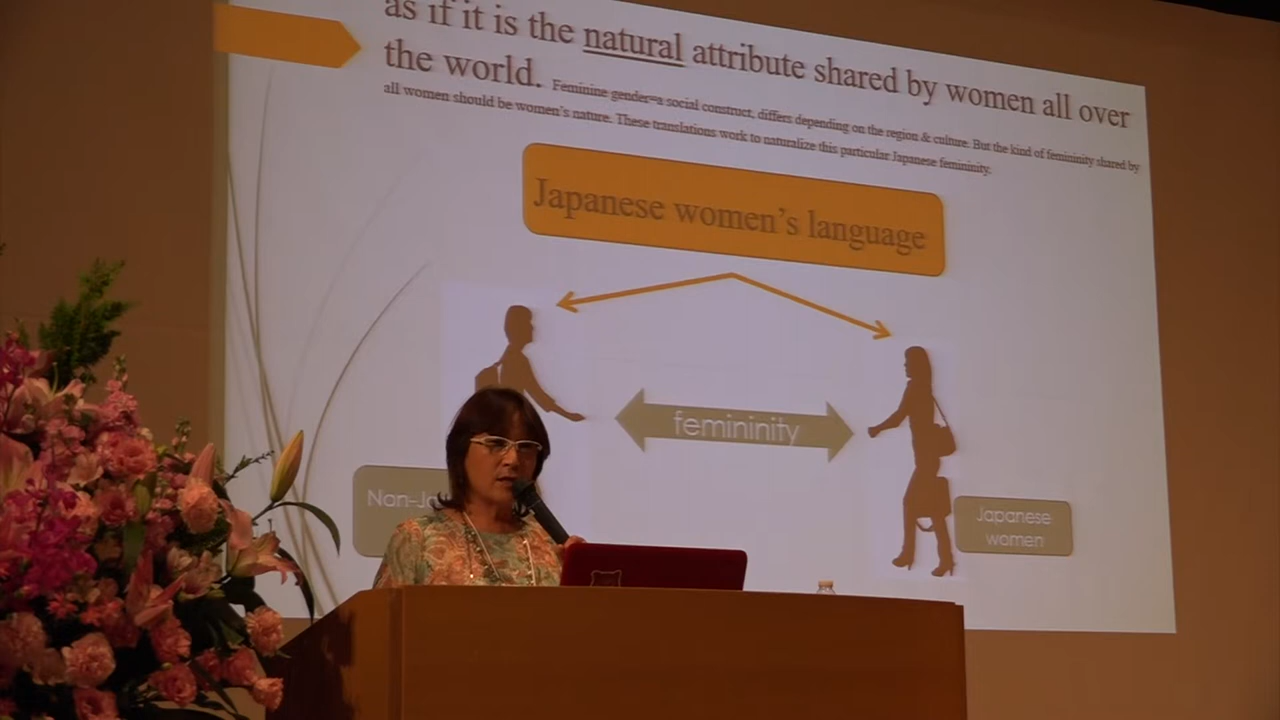 as if it is the natural attribute shared by women all over
the world. Feminine gender=a social construct, differs depending on the region & culture. But the kind of femininity shared by
all women should be women's nature. These translations work to naturalize this particular Japanese femininity.
Japanese women's language
femininity
Japanese
women